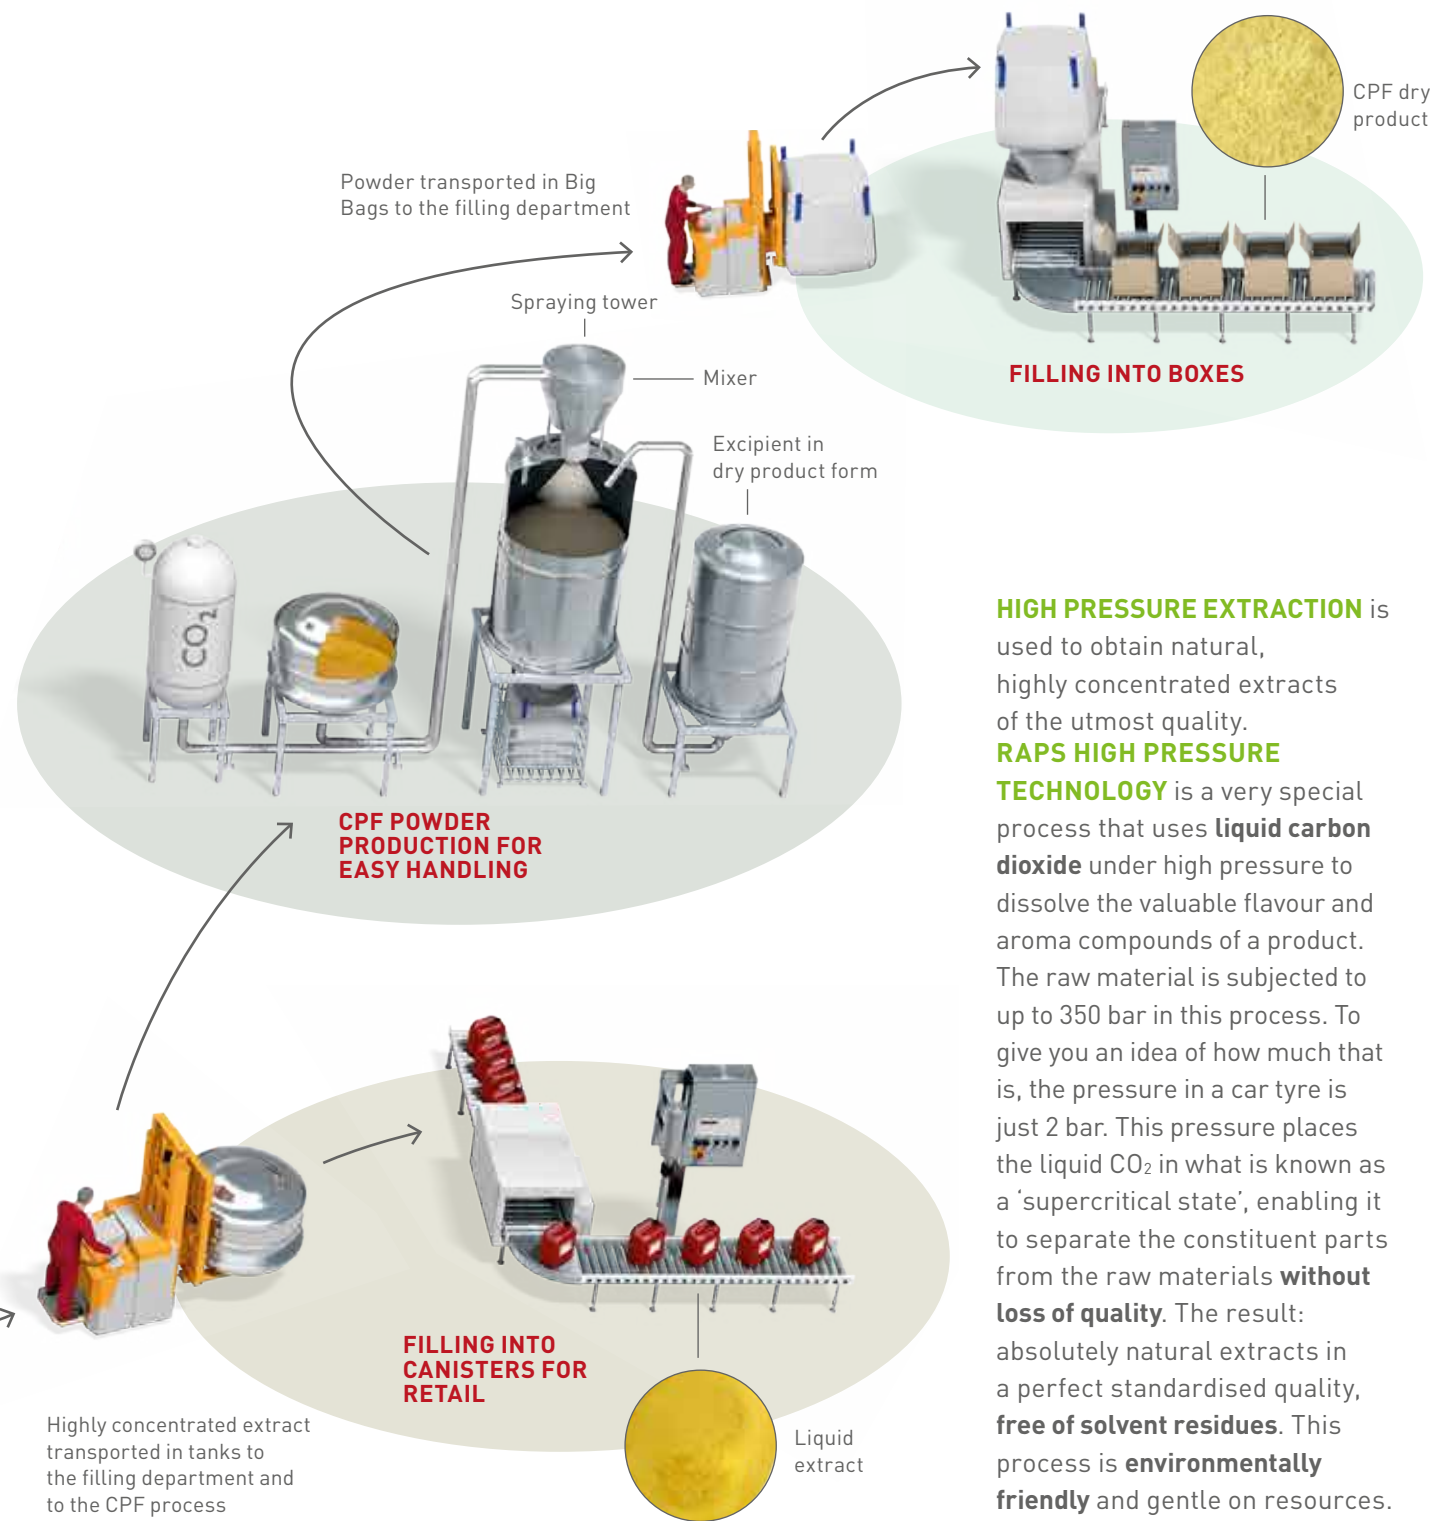 CPF dry
product
Powder transported in Big
Bags to the filling department
Spraying tower
Mixer
FILLING INTO BOXES
Excipient in
dry product form
CO2
CPF POWDER
PRODUCTION FOR
EASY HANDLING
FILLING INTO
CANISTERS FOR
RETAIL
Highly concentrated extract
transported in tanks to
the filling department and
to the CPF process
Liquid
extract
HIGH PRESSURE EXTRACTION is
used to obtain natural,
highly concentrated extracts
of the utmost quality.
RAPS HIGH PRESSURE
TECHNOLOGY is a very special
process that uses liquid carbon
dioxide under high pressure to
dissolve the valuable flavour and
aroma compounds of a product.
The raw material is subjected to
up to 350 bar in this process. To
give you an idea of how much that
is, the pressure in a car tyre is
just 2 bar. This pressure places
the liquid CO2 in what is known as
a ‘supercritical state’, enabling it
to separate the constituent parts
from the raw materials without
loss of quality. The result:
absolutely natural extracts in
a perfect standardised quality,
free of solvent residues. This
process is environmentally
friendly and gentle on resources.